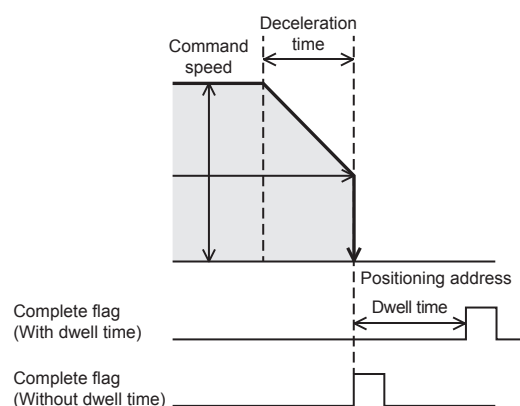 Deceleration
time
Command
speed
Positioning address
Dwell time
Complete flag
(With dwell time)
Complete flag
(Without dwell time)